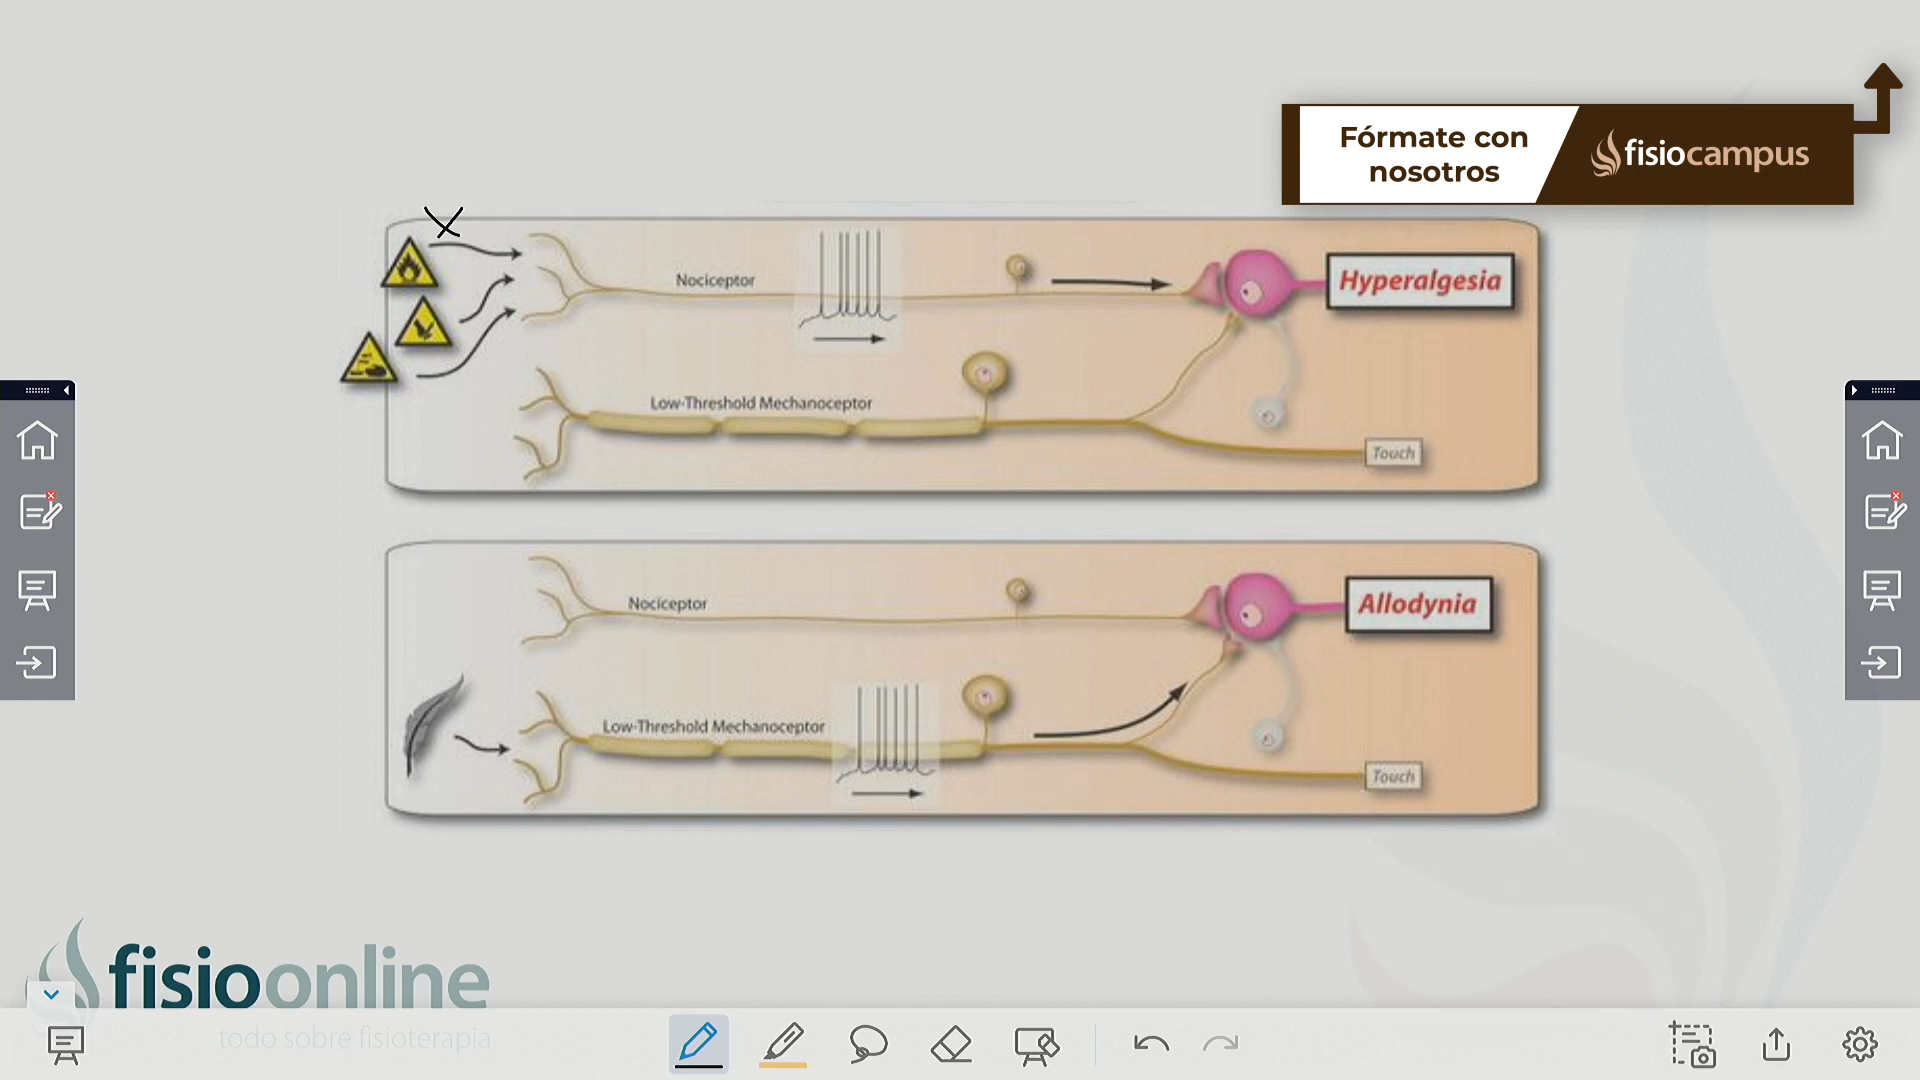 Fórmate con
nosotros
fisiocampus
Nociceptor
Hyperalgesia
Low-Threshold Mechanoceptor
Touch
Nociceptor
Allodynia
Low-Threshold Mechanoceptor
Touch
fisioonline
todo sobre fisioterapia